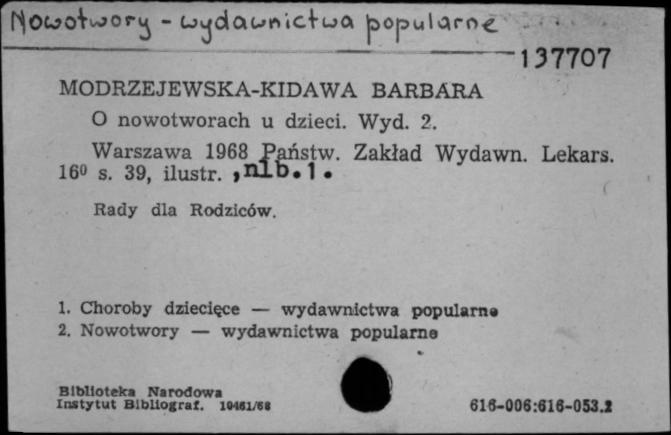 Nowotwory - wydawnictwa popularne
137707
MODRZEJEWSKA-KIDAWA BARBARA
O nowotworach u dzieci. Wyd. 2.
Warszawa 1968 Państw. Zakład Wydawn. Lekars.
16⁰ s. 39, ilustr. , nlb. 1.
Rady dla Rodziców.
1. Choroby dziecięce — wydawnictwa popularne
2. Nowotwory — wydawnictwa popularne
Biblioteka Narodowa
Instytut Bibliograf. 10461/68
616-006:616-053.2